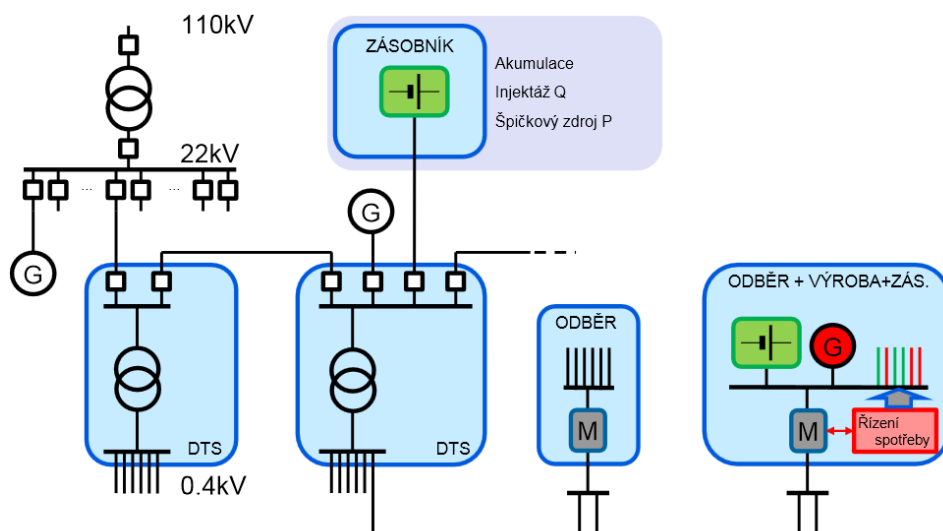 110kV
ZÁSOBNÍK
Akumulace
Injektáž Q
Špičkový zdroj P
22kV
... ...
G
G
ODBĚR + VÝROBA+ZÁS.
ODBĚR
G
M
M
Řízení
spotřeby
DTS
DTS
0.4kV